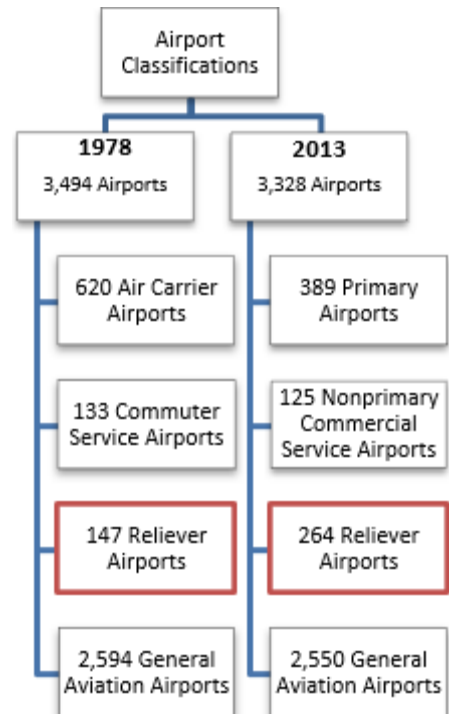 Airport
Classifications
1978
3,494 Airports
2013
3,328 Airports
620 Air Carrier
Airports
389 Primary
Airports
133 Commuter
Service Airports
125 Nonprimary
Commercial
Service Airports
147 Reliever
Airports
264 Reliever
Airports
2,594 General
Aviation Airports
2,550 General
Aviation Airports